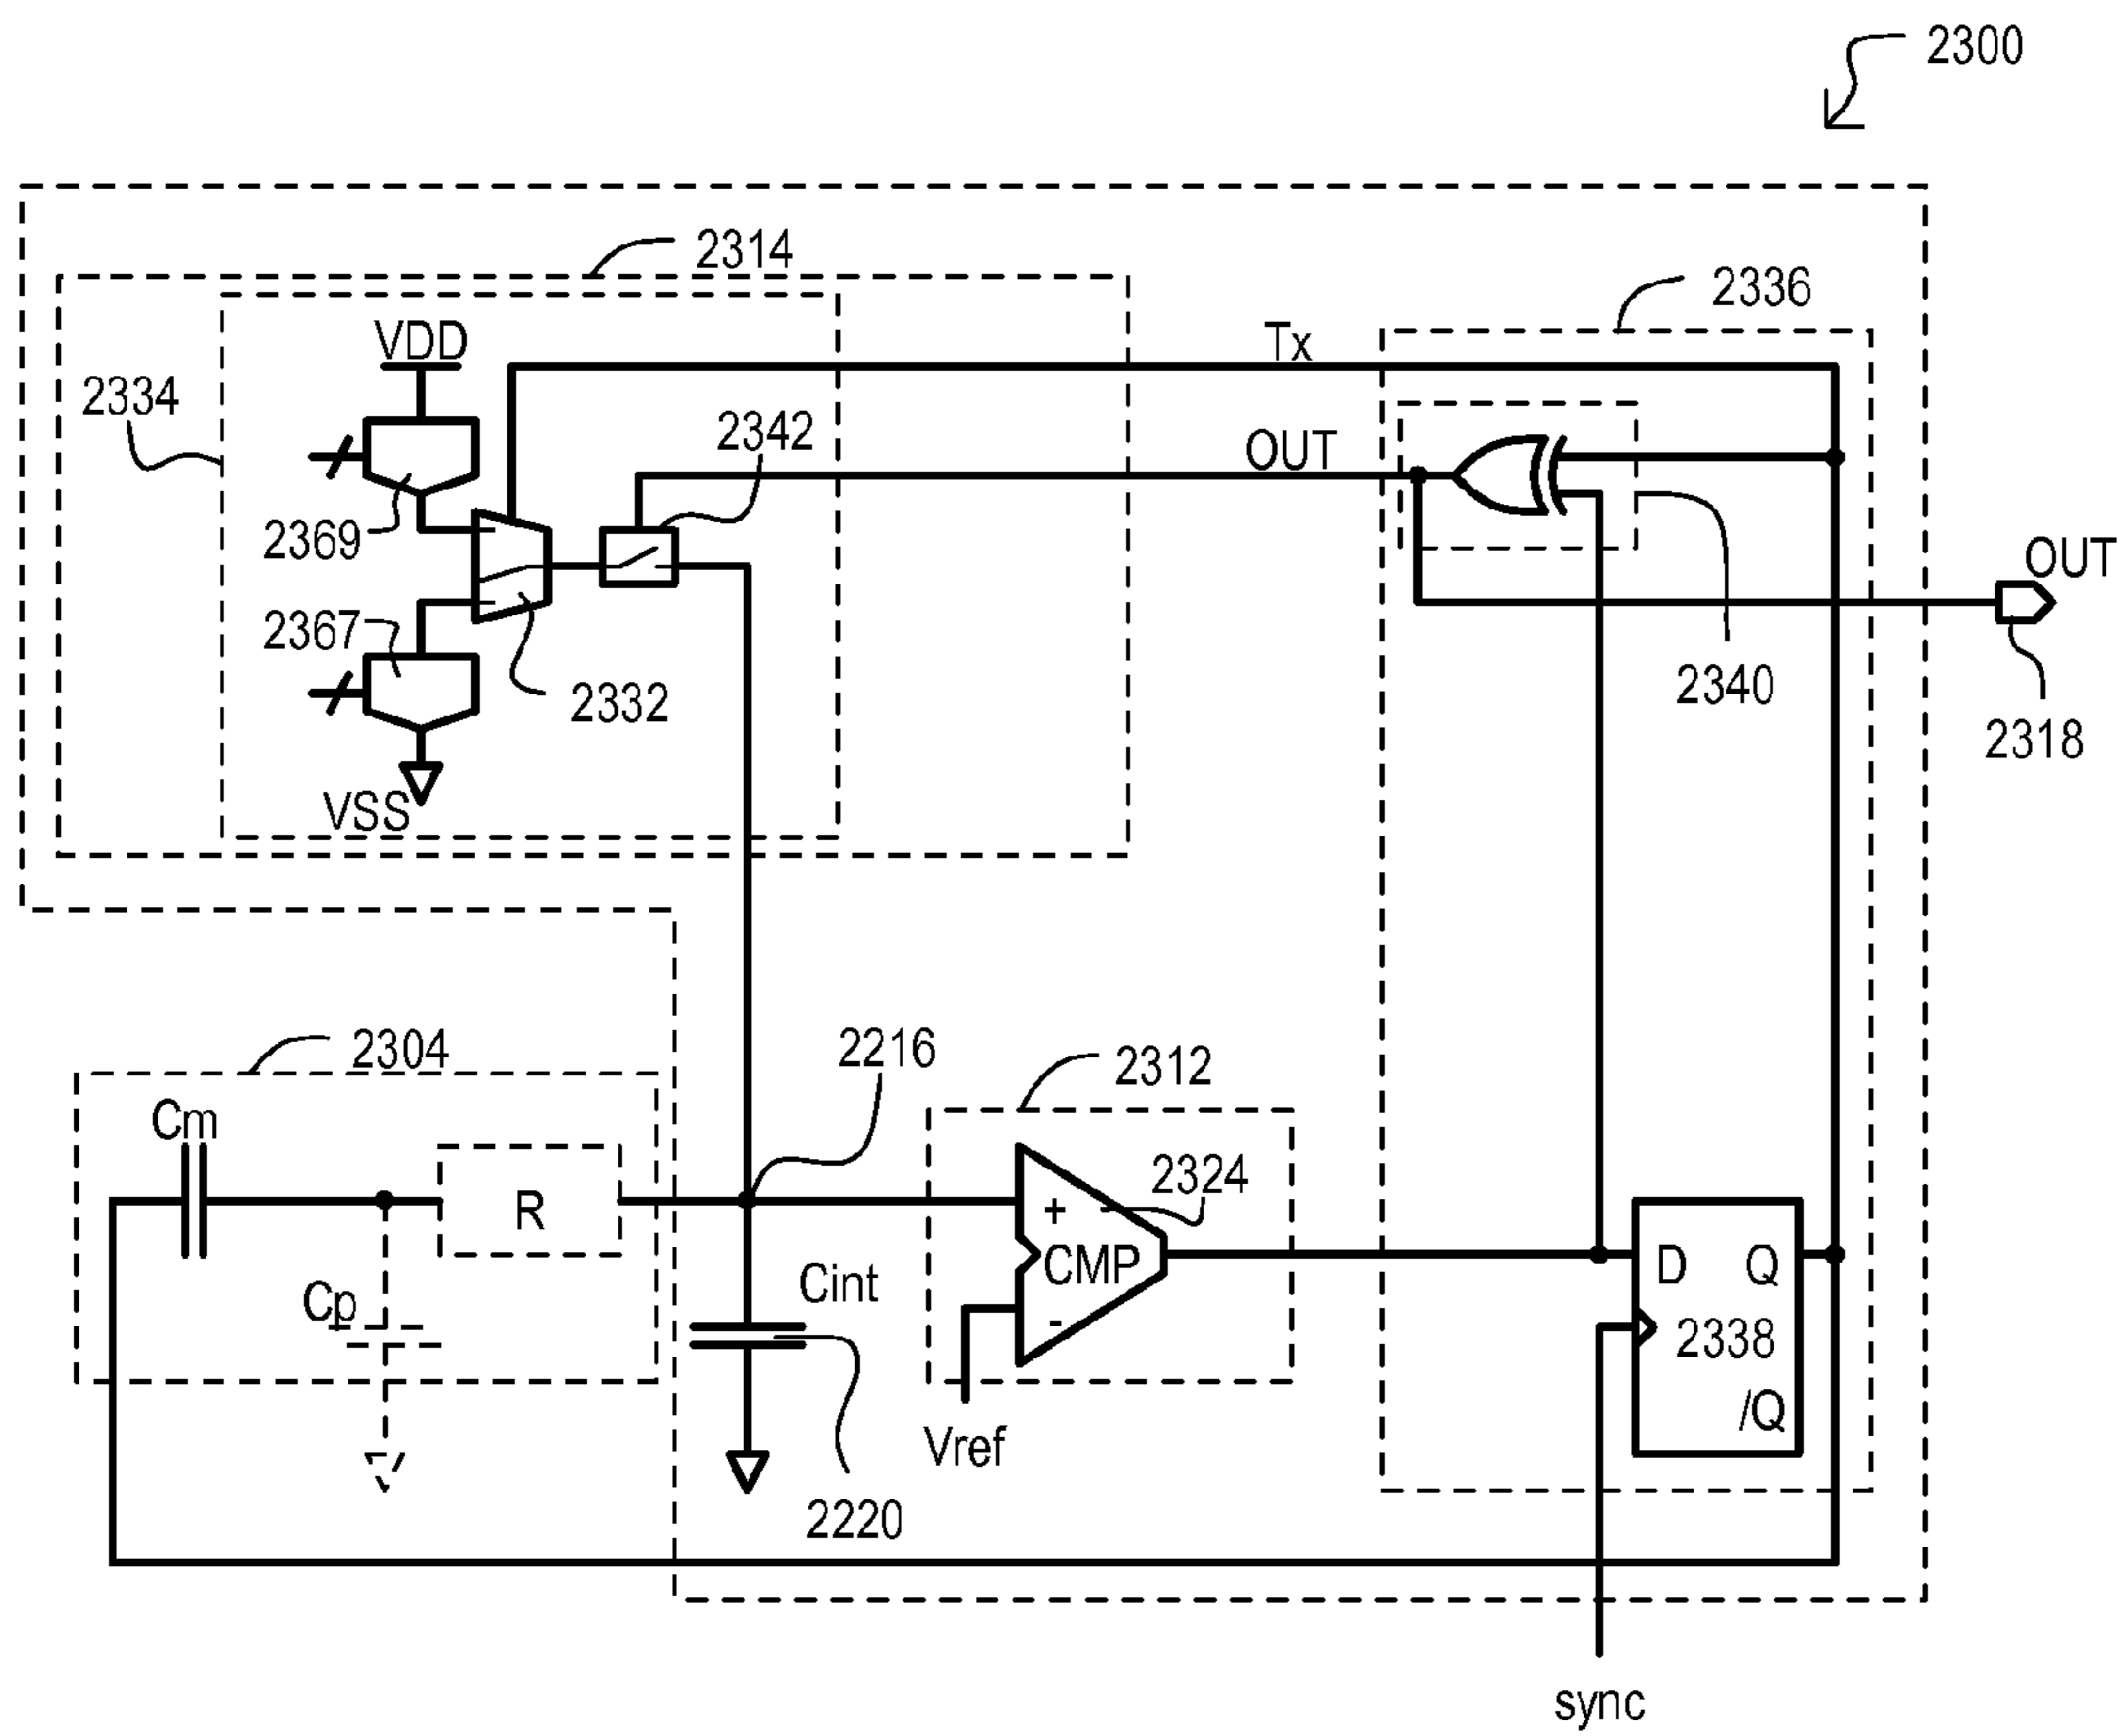 2300
2314
2336
VDD
Tx
2334
2342
OUT
2369
OUT
2367
2332
2340
2318
VSS
2304
2216
2312
Cm
2324
R
+
CMP
D Q
Cint
Cp
2338
-
/Q
Vref
2220
sync